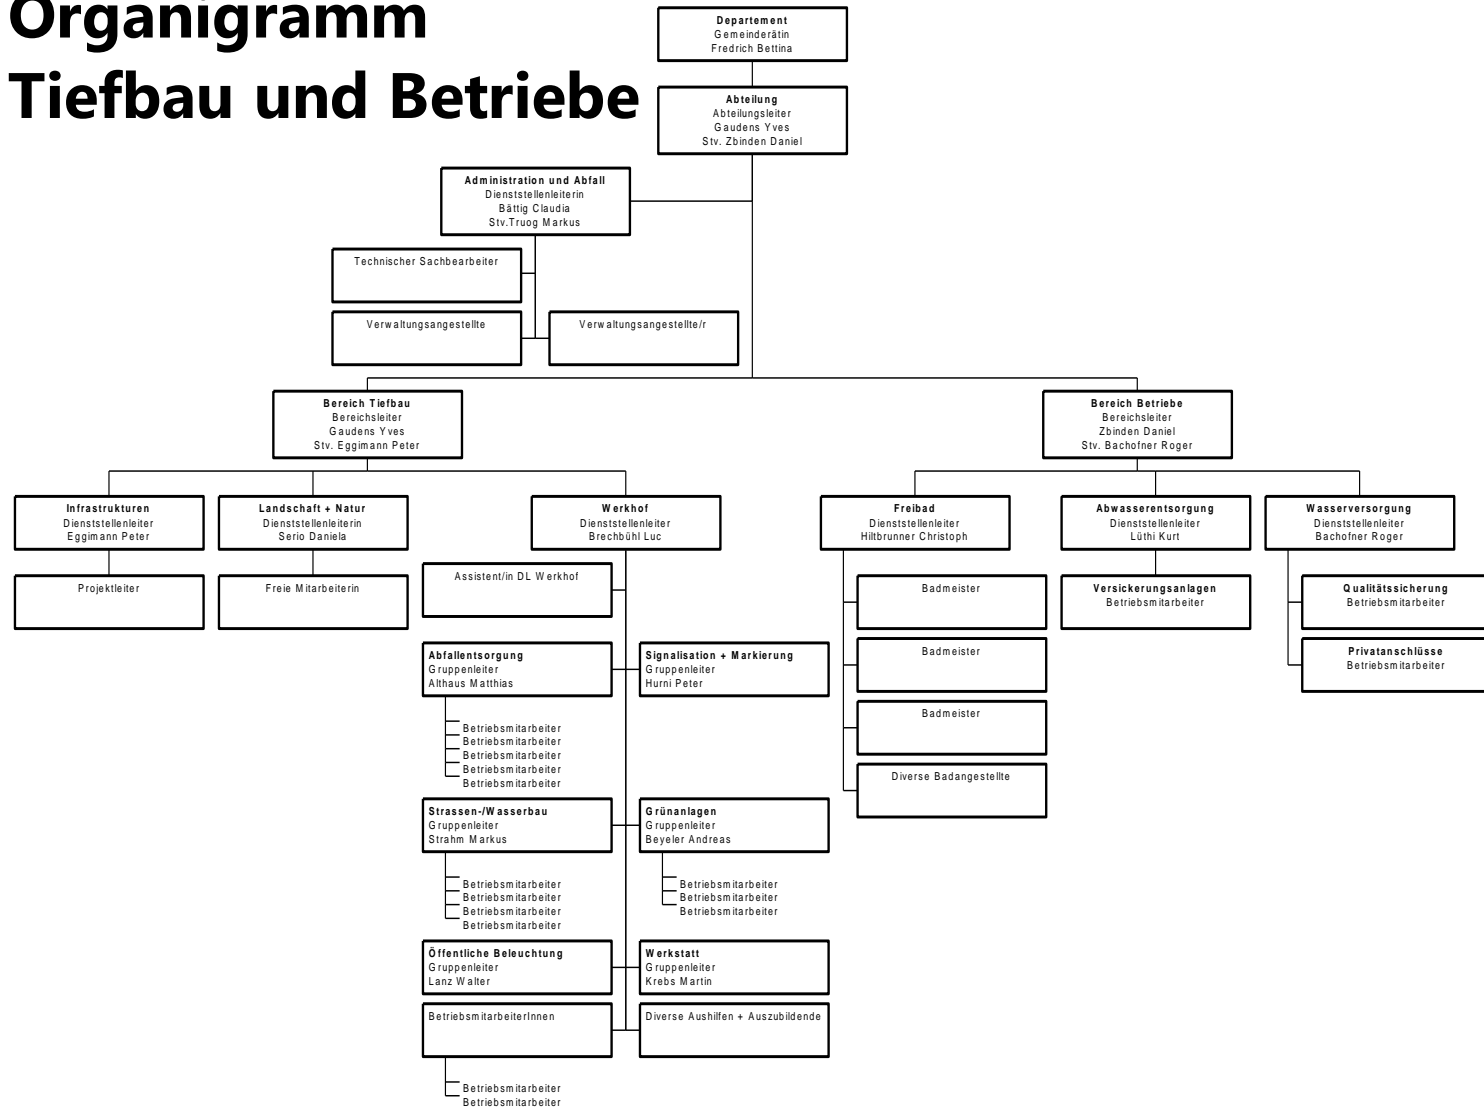 Organigramm
Tiefbau und Betriebe
Departement
Gemeinderätin
Fredrich Bettina
Abteilung
Abteilungsleiter
Gaudens Yves
Stv. Zbinden Daniel
Administration und Abfall
Dienststellenleiterin
Bättig Claudia
Stv.Truog Markus
Technischer Sachbearbeiter
Verwaltungsangestellte
Verwaltungsangestellte/r
Bereich Tiefbau
Bereichsleiter
Gaudens Yves
Stv. Eggimann Peter
Bereich Betriebe
Bereichsleiter
Zbinden Daniel
Stv. Bachofner Roger
Infrastrukturen
Dienststellenleiter
Eggimann Peter
Landschaft + Natur
Dienststellenleiterin
Serio Daniela
Werkhof
Dienststellenleiter
Brechbühl Luc
Freibad
Dienststellenleiter
Hiltbrunner Christoph
Abwasserentsorgung
Dienststellenleiter
Lüthi Kurt
Wasserversorgung
Dienststellenleiter
Bachofner Roger
Projektleiter
Freie Mitarbeiterin
Assistent/in DL Werkhof
Badmeister
Badmeister
Badmeister
Diverse Badangestellte
Versickerungsanlagen
Betriebsmitarbeiter
Qualitätssicherung
Betriebsmitarbeiter
Privatanschlüsse
Betriebsmitarbeiter
Abfallentsorgung
Gruppenleiter
Althaus Matthias
Betriebsmitarbeiter
Betriebsmitarbeiter
Betriebsmitarbeiter
Betriebsmitarbeiter
Betriebsmitarbeiter
Signalisation + Markierung
Gruppenleiter
Hurni Peter
Strassen-/Wasserbau
Gruppenleiter
Strahm Markus
Betriebsmitarbeiter
Betriebsmitarbeiter
Betriebsmitarbeiter
Betriebsmitarbeiter
Grünanlagen
Gruppenleiter
Beyeler Andreas
Betriebsmitarbeiter
Betriebsmitarbeiter
Betriebsmitarbeiter
Öffentliche Beleuchtung
Gruppenleiter
Lanz Walter
Werkstatt
Gruppenleiter
Krebs Martin
BetriebsmitarbeiterInnen
Betriebsmitarbeiter
Betriebsmitarbeiter
Diverse Aushilfen + Auszubildende